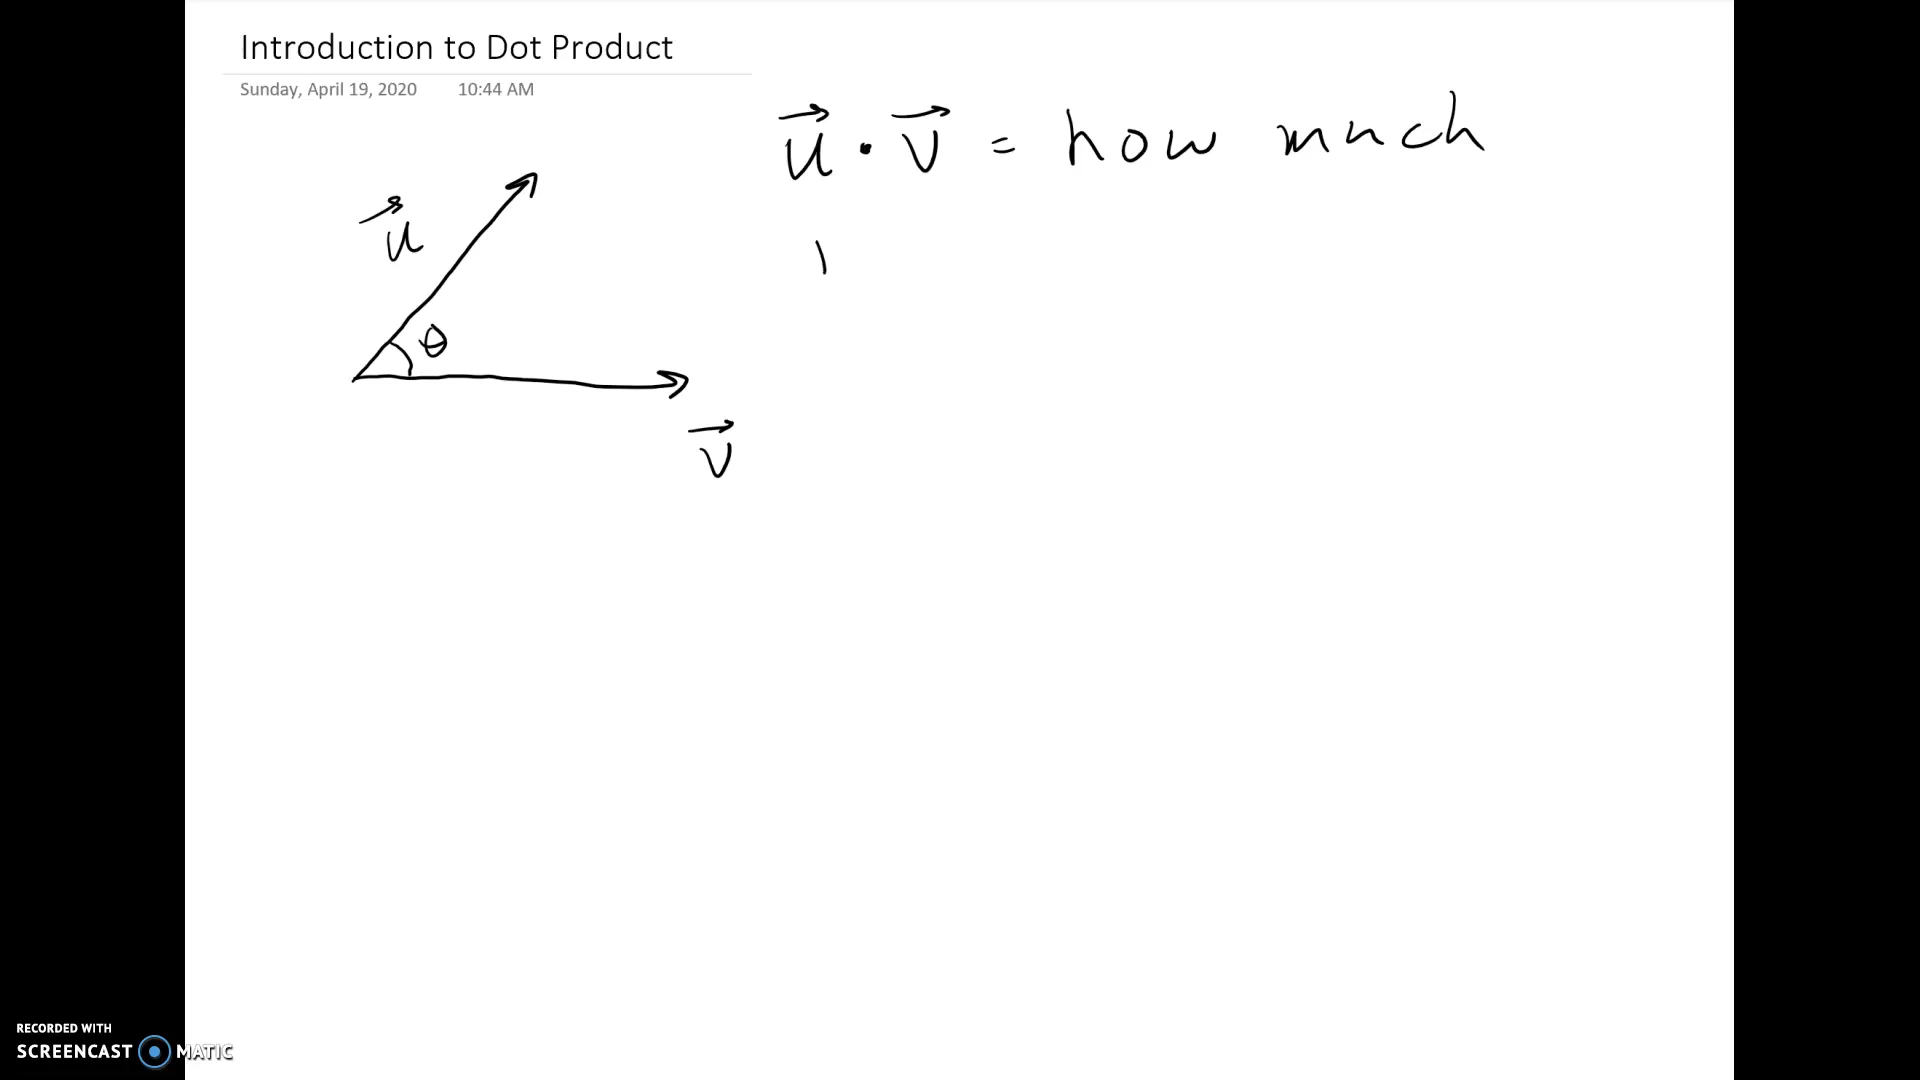 Introduction to Dot Product
Sunday, April 19, 2020 10:44 AM
u⃗ · v⃗ = how much
u⃗
θ
v⃗
RECORDED WITH
SCREENCAST MATIC